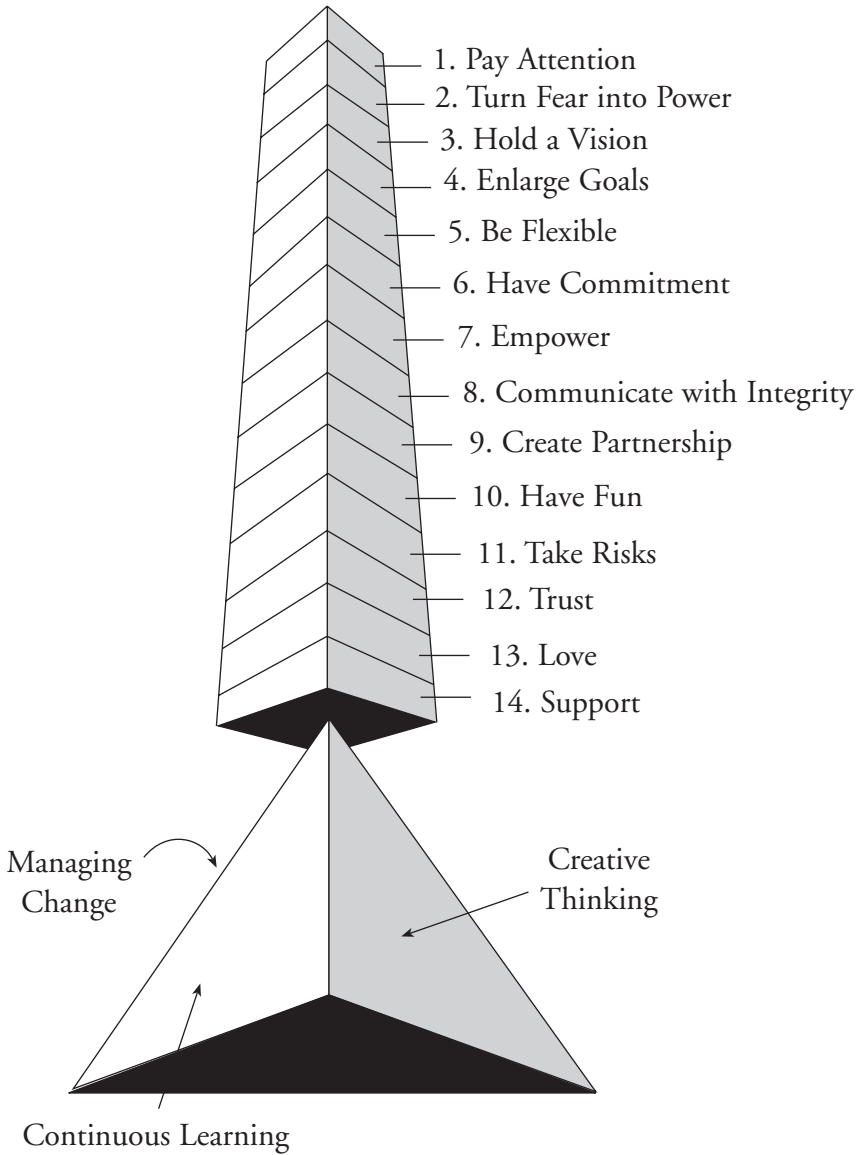 1. Pay Attention
2. Turn Fear into Power
3. Hold a Vision
4. Enlarge Goals
5. Be Flexible
6. Have Commitment
7. Empower
8. Communicate with Integrity
9. Create Partnership
10. Have Fun
11. Take Risks
12. Trust
13. Love
14. Support
Managing
Change
Creative
Thinking
Continuous Learning